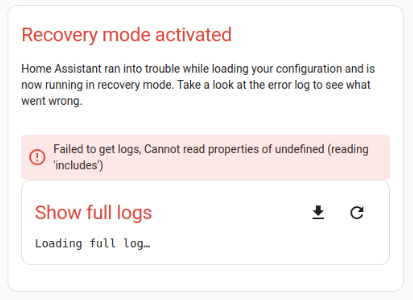 Recovery mode activated
Home Assistant ran into trouble while loading your configuration and is
now running in recovery mode. Take a look at the error log to see what
went wrong.
Failed to get logs, Cannot read properties of undefined (reading
'includes')
Show full logs
Loading full log…